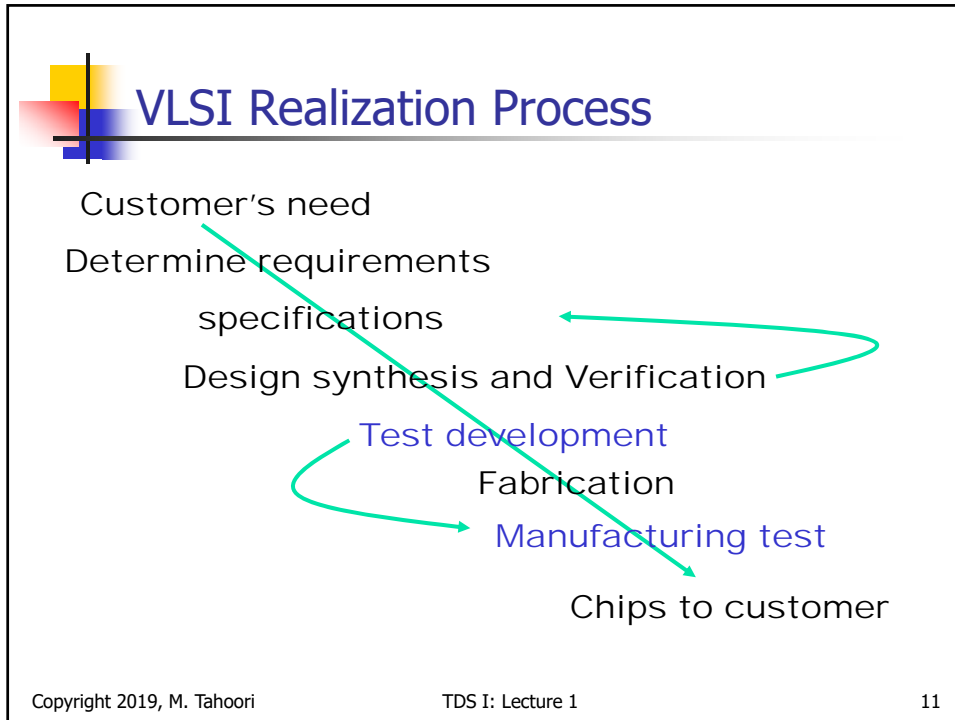 VLSI Realization Process
Customer's need
Determine requirements
specifications
Design synthesis and Verification
Test development
Fabrication
Manufacturing test
Chips to customer
Copyright 2019, M. Tahoori TDS I: Lecture 1 11